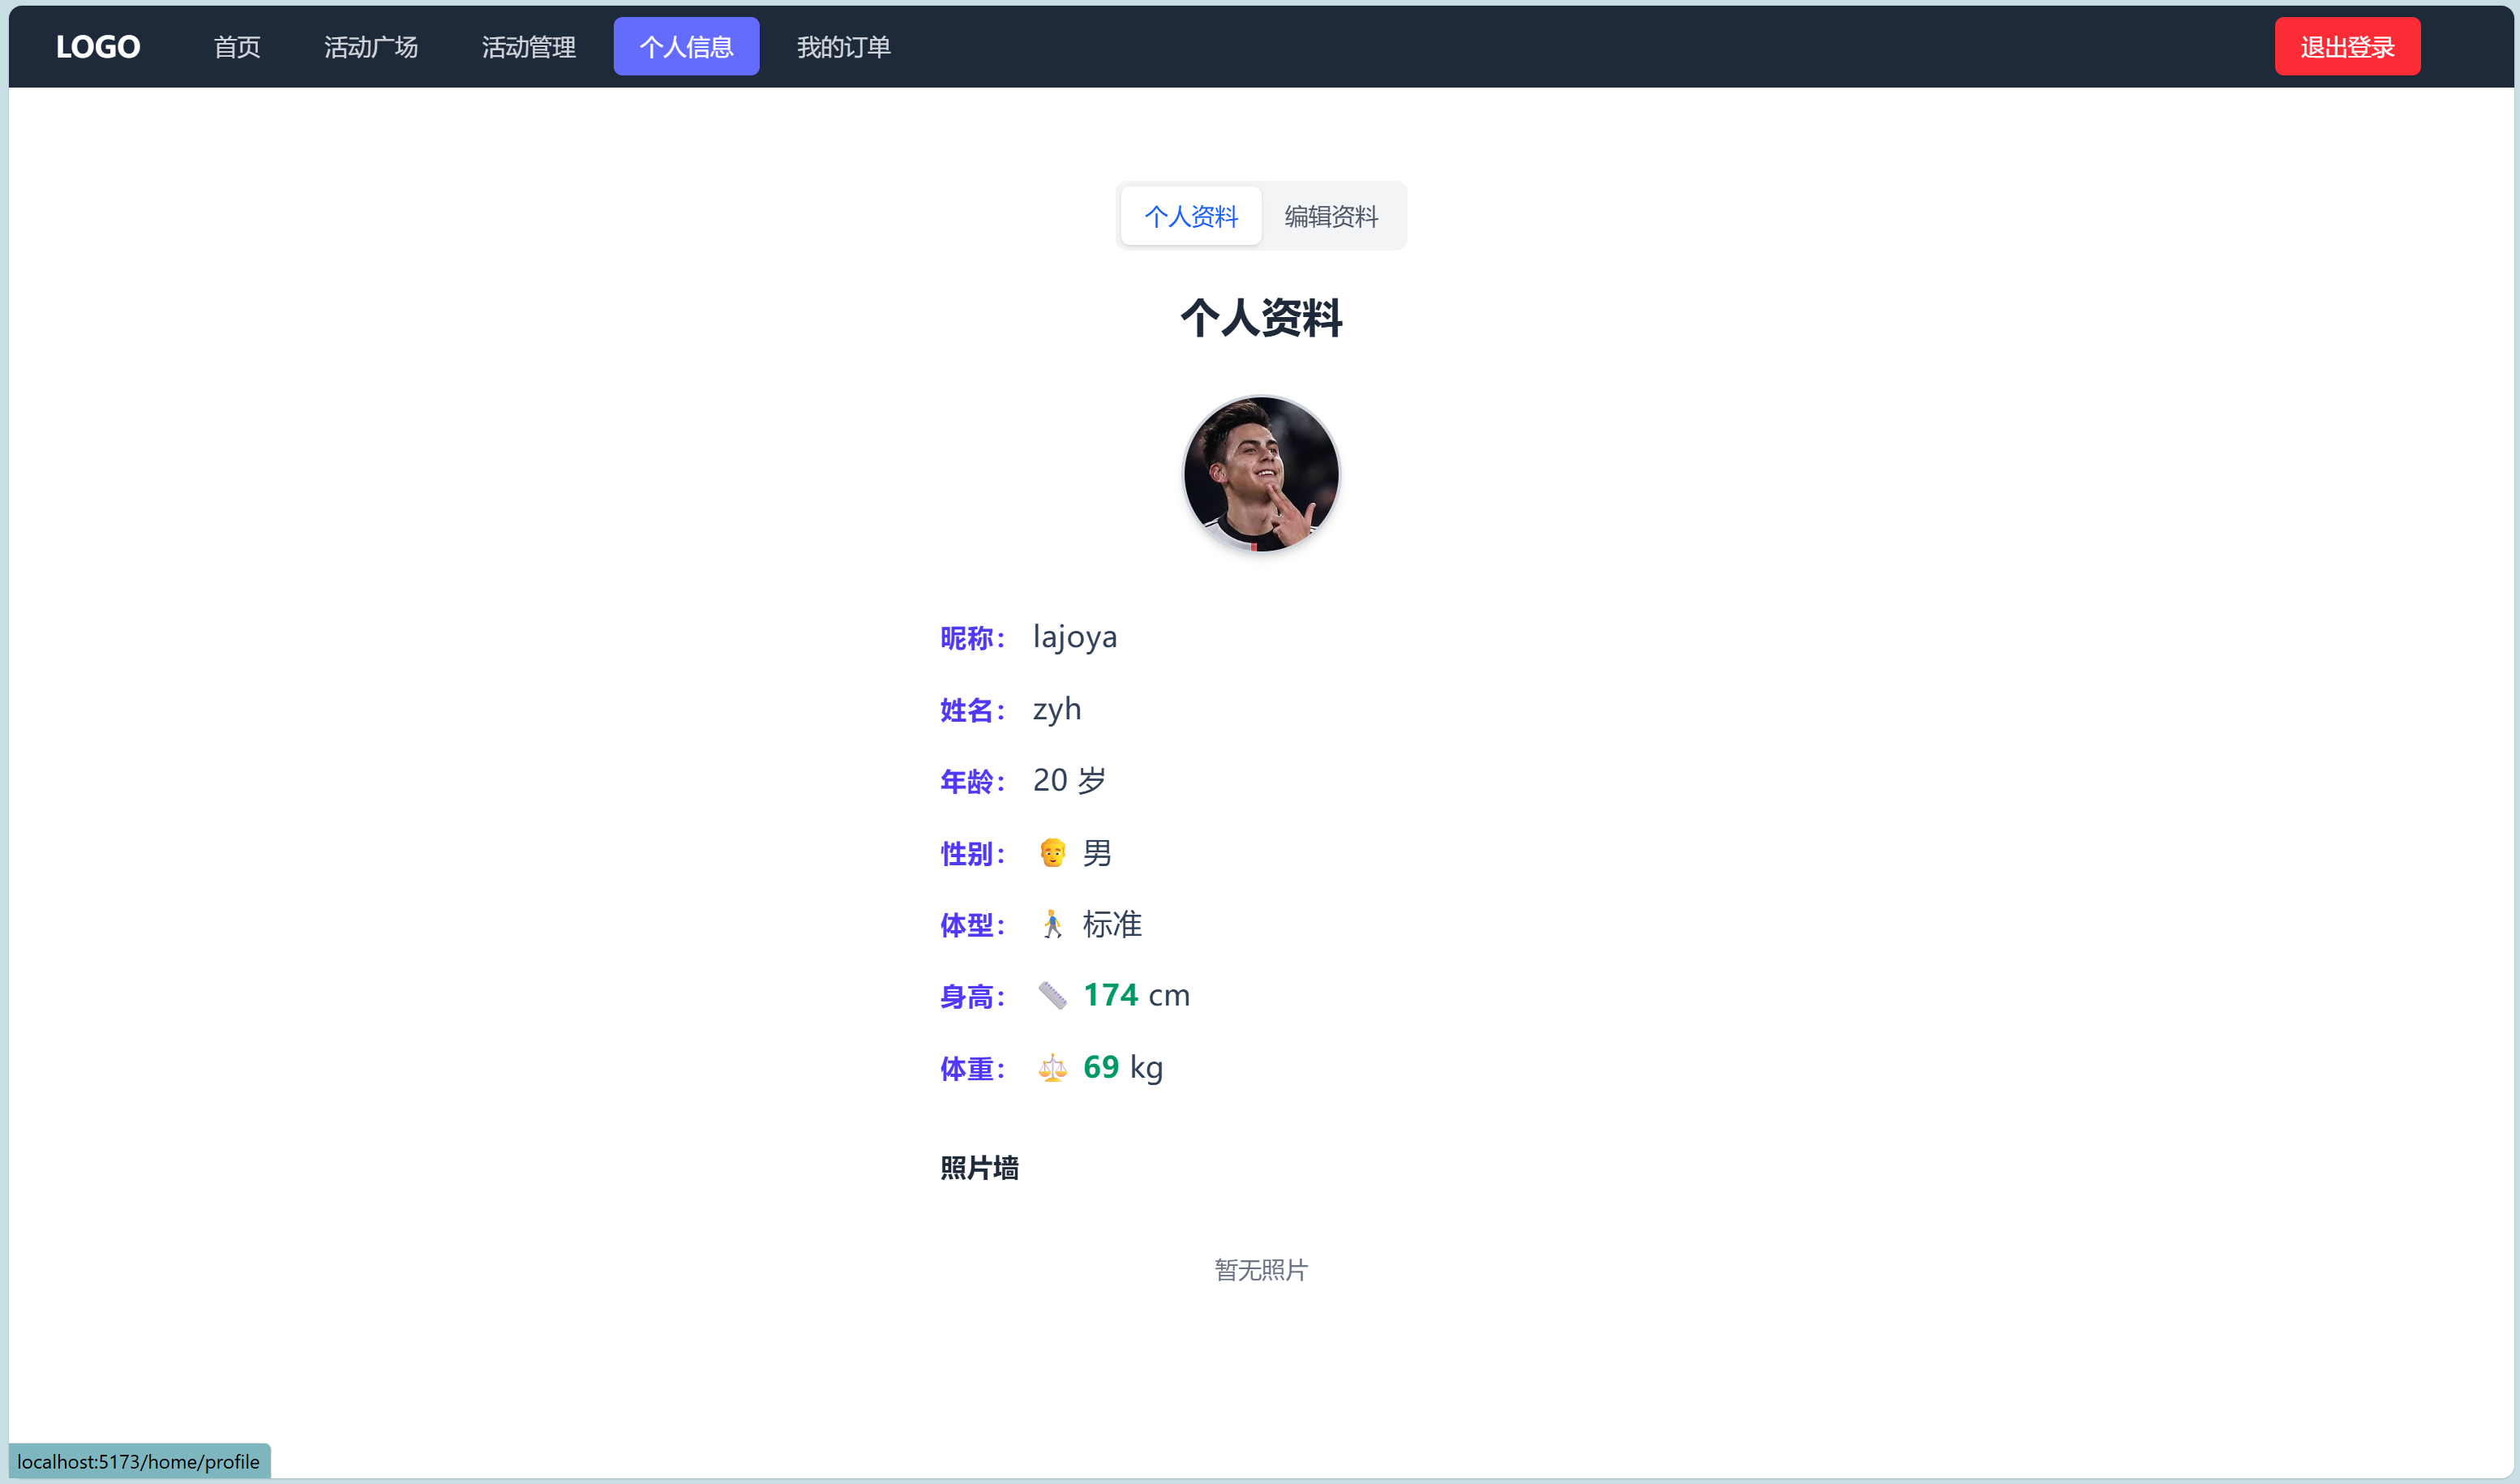 LOGO 首页 活动广场 活动管理 个人信息 我的订单 退出登录
个人资料 编辑资料
个人资料
昵称： lajoya
姓名： zyh
年龄： 20 岁
性别： 👱 男
体型： 🚶 标准
身高： 📏 174 cm
体重： ⚖️ 69 kg
照片墙
暂无照片
localhost:5173/home/profile